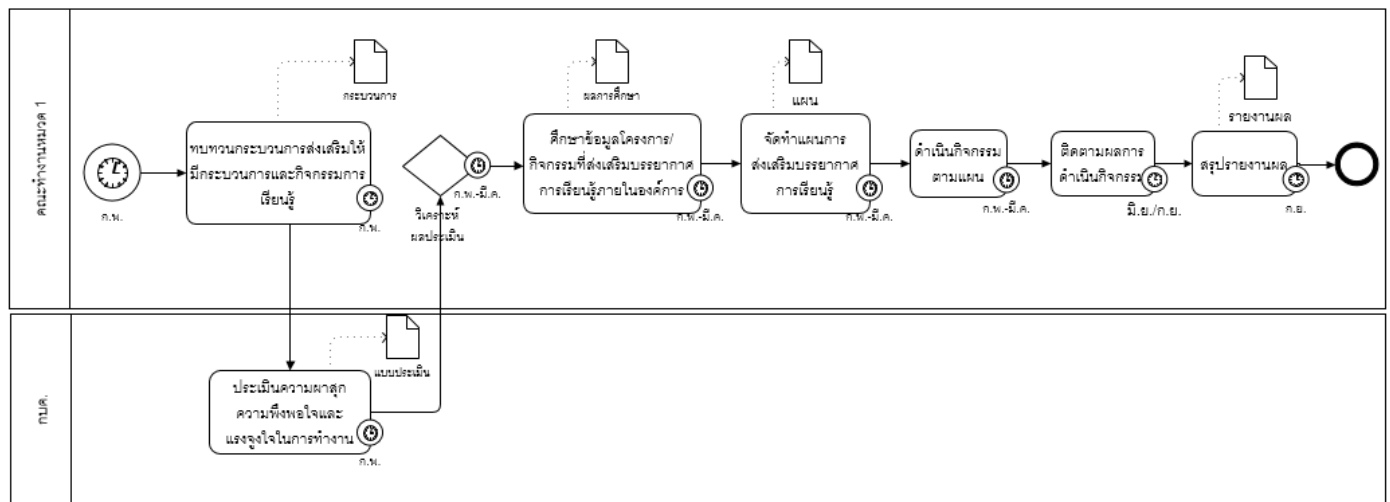 คณะทำงานหมวด 1
ก.พ.
กระบวนการ
ทบทวนกระบวนการส่งเสริมให้
มีกระบวนการและกิจกรรมการ
เรียนรู้
ก.พ.
วิเคราะห์
ผลประเมิน
ก.พ.-มี.ค.
ผลการศึกษา
ศึกษาข้อมูลโครงการ/
กิจกรรมที่ส่งเสริมบรรยากาศ
การเรียนรู้ภายในองค์การ
ก.พ.-มี.ค.
แผน
จัดทำแผนการ
ส่งเสริมบรรยากาศ
การเรียนรู้
ก.พ.-มี.ค.
ดำเนินกิจกรรม
ตามแผน
ก.พ.-มี.ค.
ติดตามผลการ
ดำเนินกิจกรรม
มิ.ย./ก.ย.
รายงานผล
สรุปรายงานผล
ก.ย.
กบค.
แบบประเมิน
ประเมินความผาสุก
ความพึงพอใจและ
แรงจูงใจในการทำงาน
ก.พ.